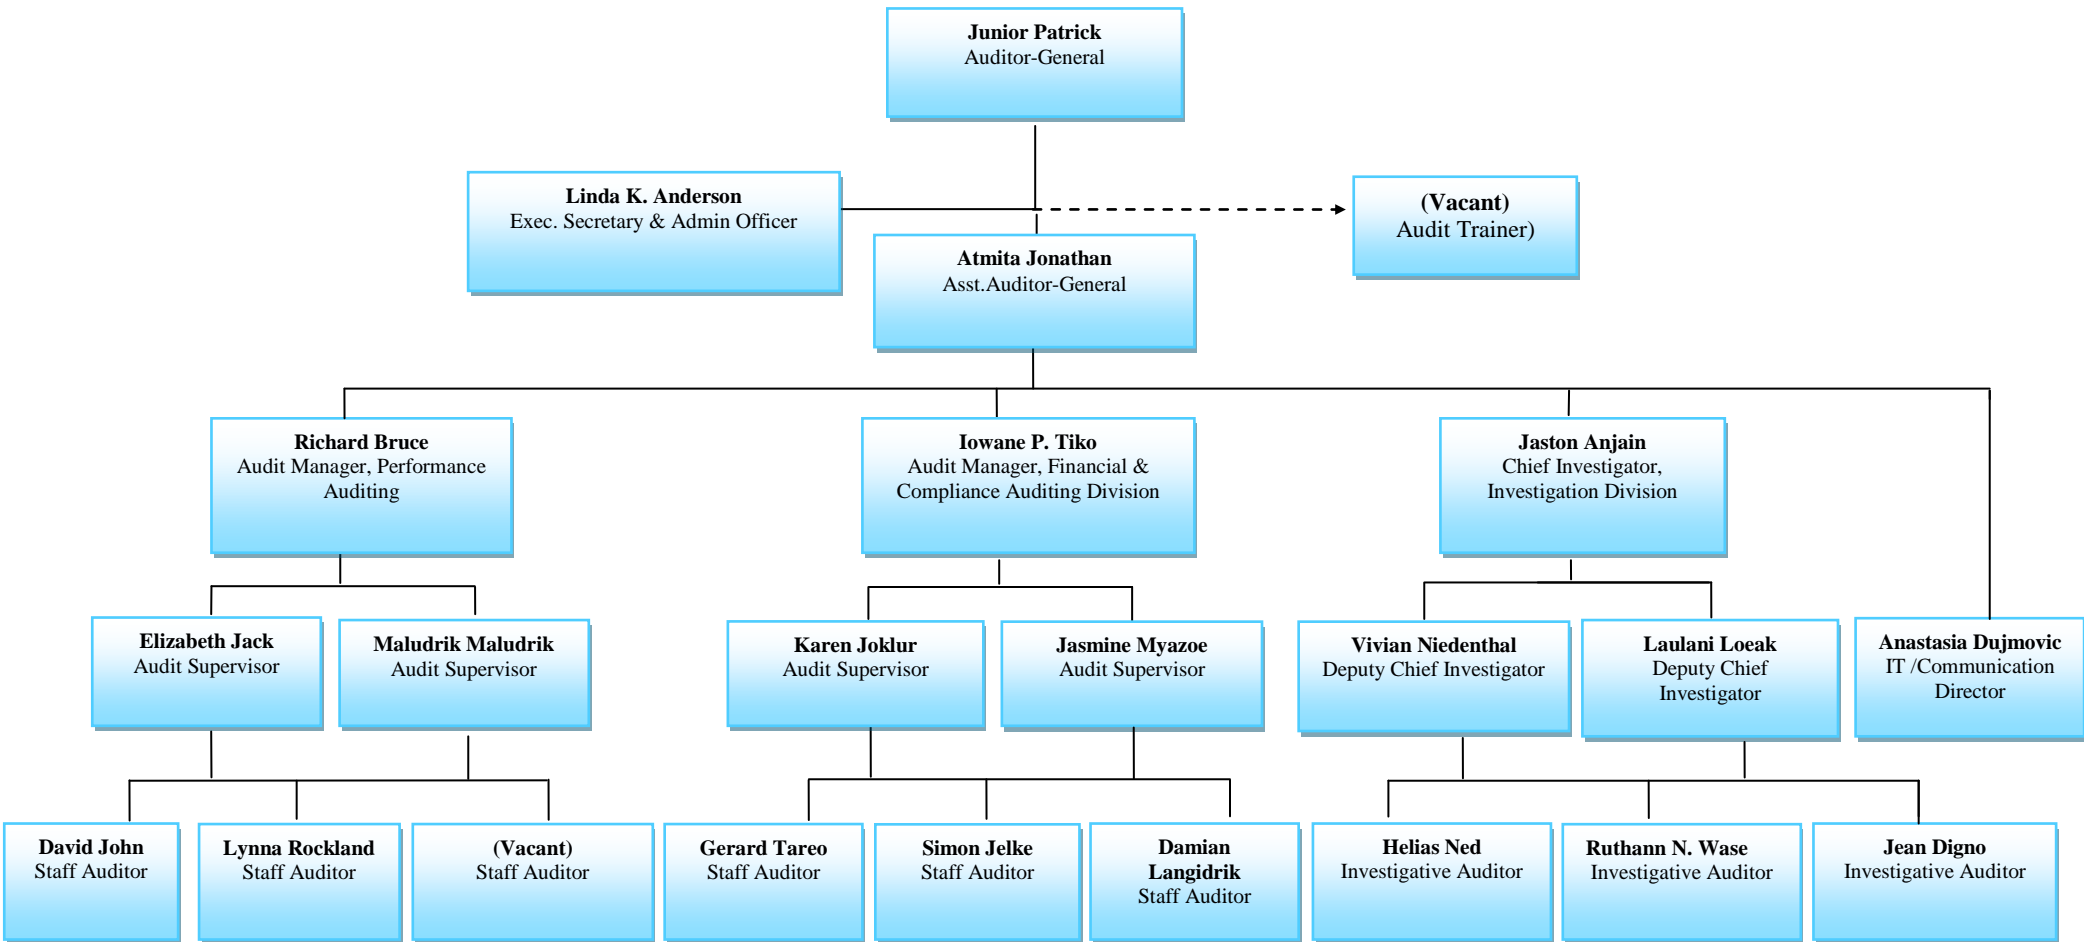 Junior Patrick
Auditor-General
Linda K. Anderson
Exec. Secretary & Admin Officer
(Vacant)
Audit Trainer)
Atmita Jonathan
Asst.Auditor-General
Richard Bruce
Audit Manager, Performance
Auditing
Iowane P. Tiko
Audit Manager, Financial &
Compliance Auditing Division
Jaston Anjain
Chief Investigator,
Investigation Division
Elizabeth Jack
Audit Supervisor
Maludrik Maludrik
Audit Supervisor
Karen Joklur
Audit Supervisor
Jasmine Myazoe
Audit Supervisor
Vivian Niedenthal
Deputy Chief Investigator
Laulani Loeak
Deputy Chief
Investigator
Anastasia Dujmovic
IT /Communication
Director
David John
Staff Auditor
Lynna Rockland
Staff Auditor
(Vacant)
Staff Auditor
Gerard Tareo
Staff Auditor
Simon Jelke
Staff Auditor
Damian
Langidrik
Staff Auditor
Helias Ned
Investigative Auditor
Ruthann N. Wase
Investigative Auditor
Jean Digno
Investigative Auditor